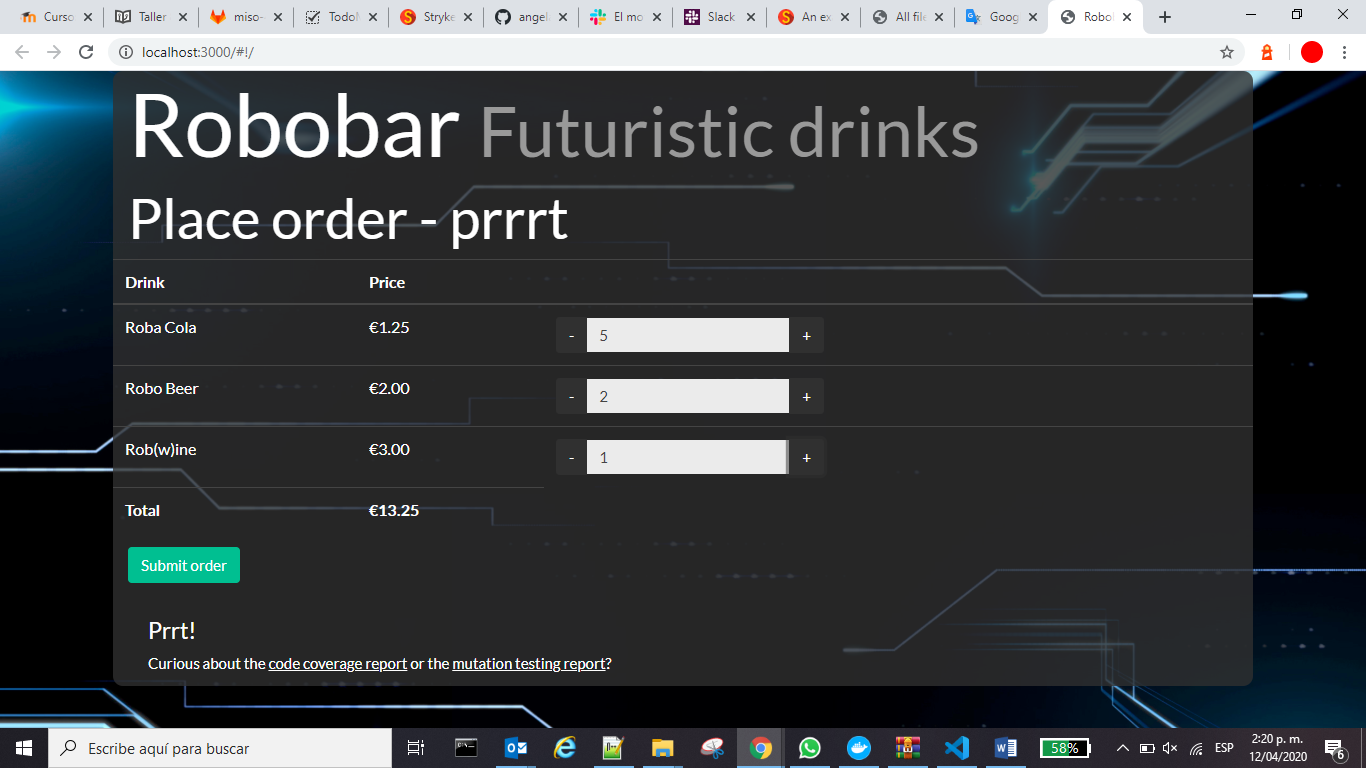 Curso
Taller
miso-
TodoM
Stryke
angel
El mo
Slack
An ex
All file
Goog
Robo
localhost:3000/#!/
Robobar Futuristic drinks
Place order - prrrt
Drink Price
Roba Cola €1.25 - 5 +
Robo Beer €2.00 - 2 +
Rob(w)ine €3.00 - 1 +
Total €13.25
Submit order
Prrt!
Curious about the code coverage report or the mutation testing report?
Escribe aquí para buscar
58%
ESP
2:20 p. m.
12/04/2020
6